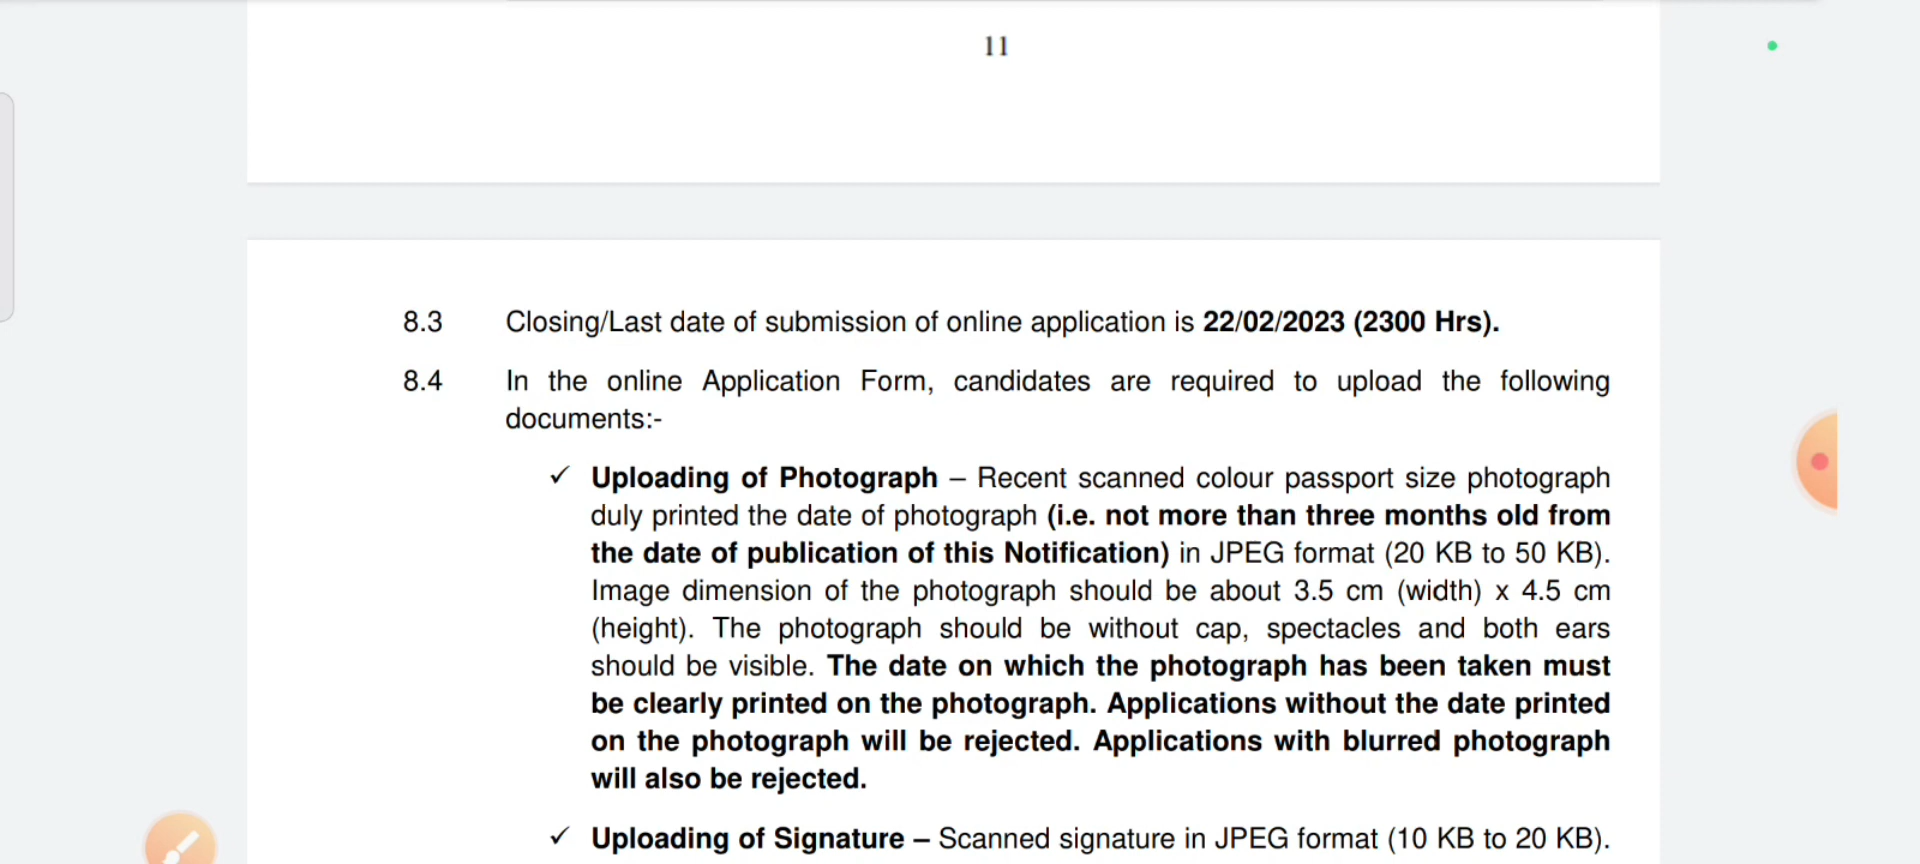 11
8.3 Closing/Last date of submission of online application is 22/02/2023 (2300 Hrs).
8.4 In the online Application Form, candidates are required to upload the following
documents:-
✓ Uploading of Photograph – Recent scanned colour passport size photograph
duly printed the date of photograph (i.e. not more than three months old from
the date of publication of this Notification) in JPEG format (20 KB to 50 KB).
Image dimension of the photograph should be about 3.5 cm (width) x 4.5 cm
(height). The photograph should be without cap, spectacles and both ears
should be visible. The date on which the photograph has been taken must
be clearly printed on the photograph. Applications without the date printed
on the photograph will be rejected. Applications with blurred photograph
will also be rejected.
✓ Uploading of Signature – Scanned signature in JPEG format (10 KB to 20 KB).